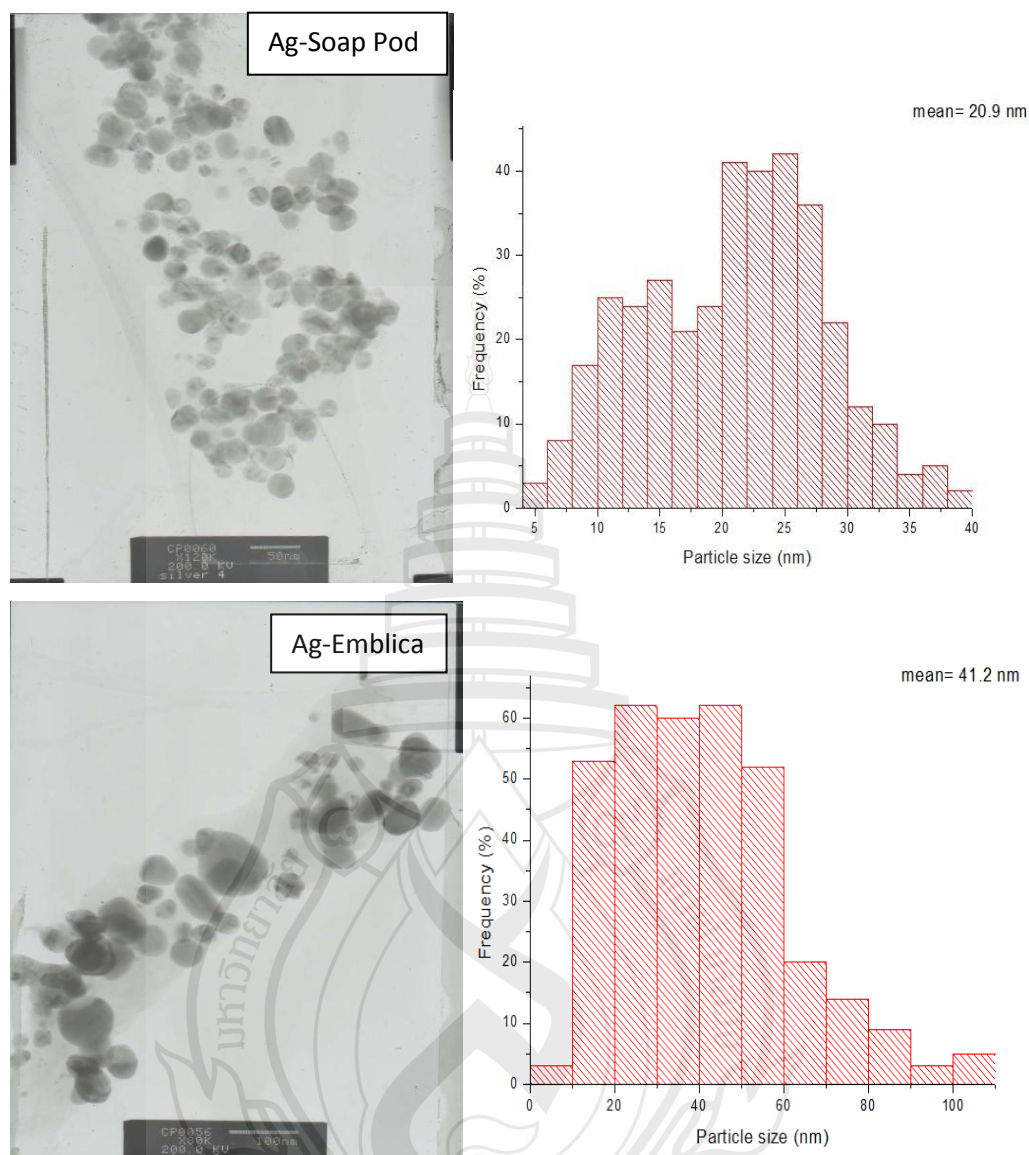 Ag-Soap Pod
mean= 20.9 nm
Frequency (%)
40
30
20
10
0
5
10
15
20
25
30
35
40
Particle size (nm)
CP0060
X120K
50nm
200.0 KV
silver 4
Ag-Emblica
mean= 41.2 nm
Frequency (%)
60
50
40
30
20
10
0
0
20
40
60
80
100
Particle size (nm)
CP0056
X80K
100nm
200.0 KV